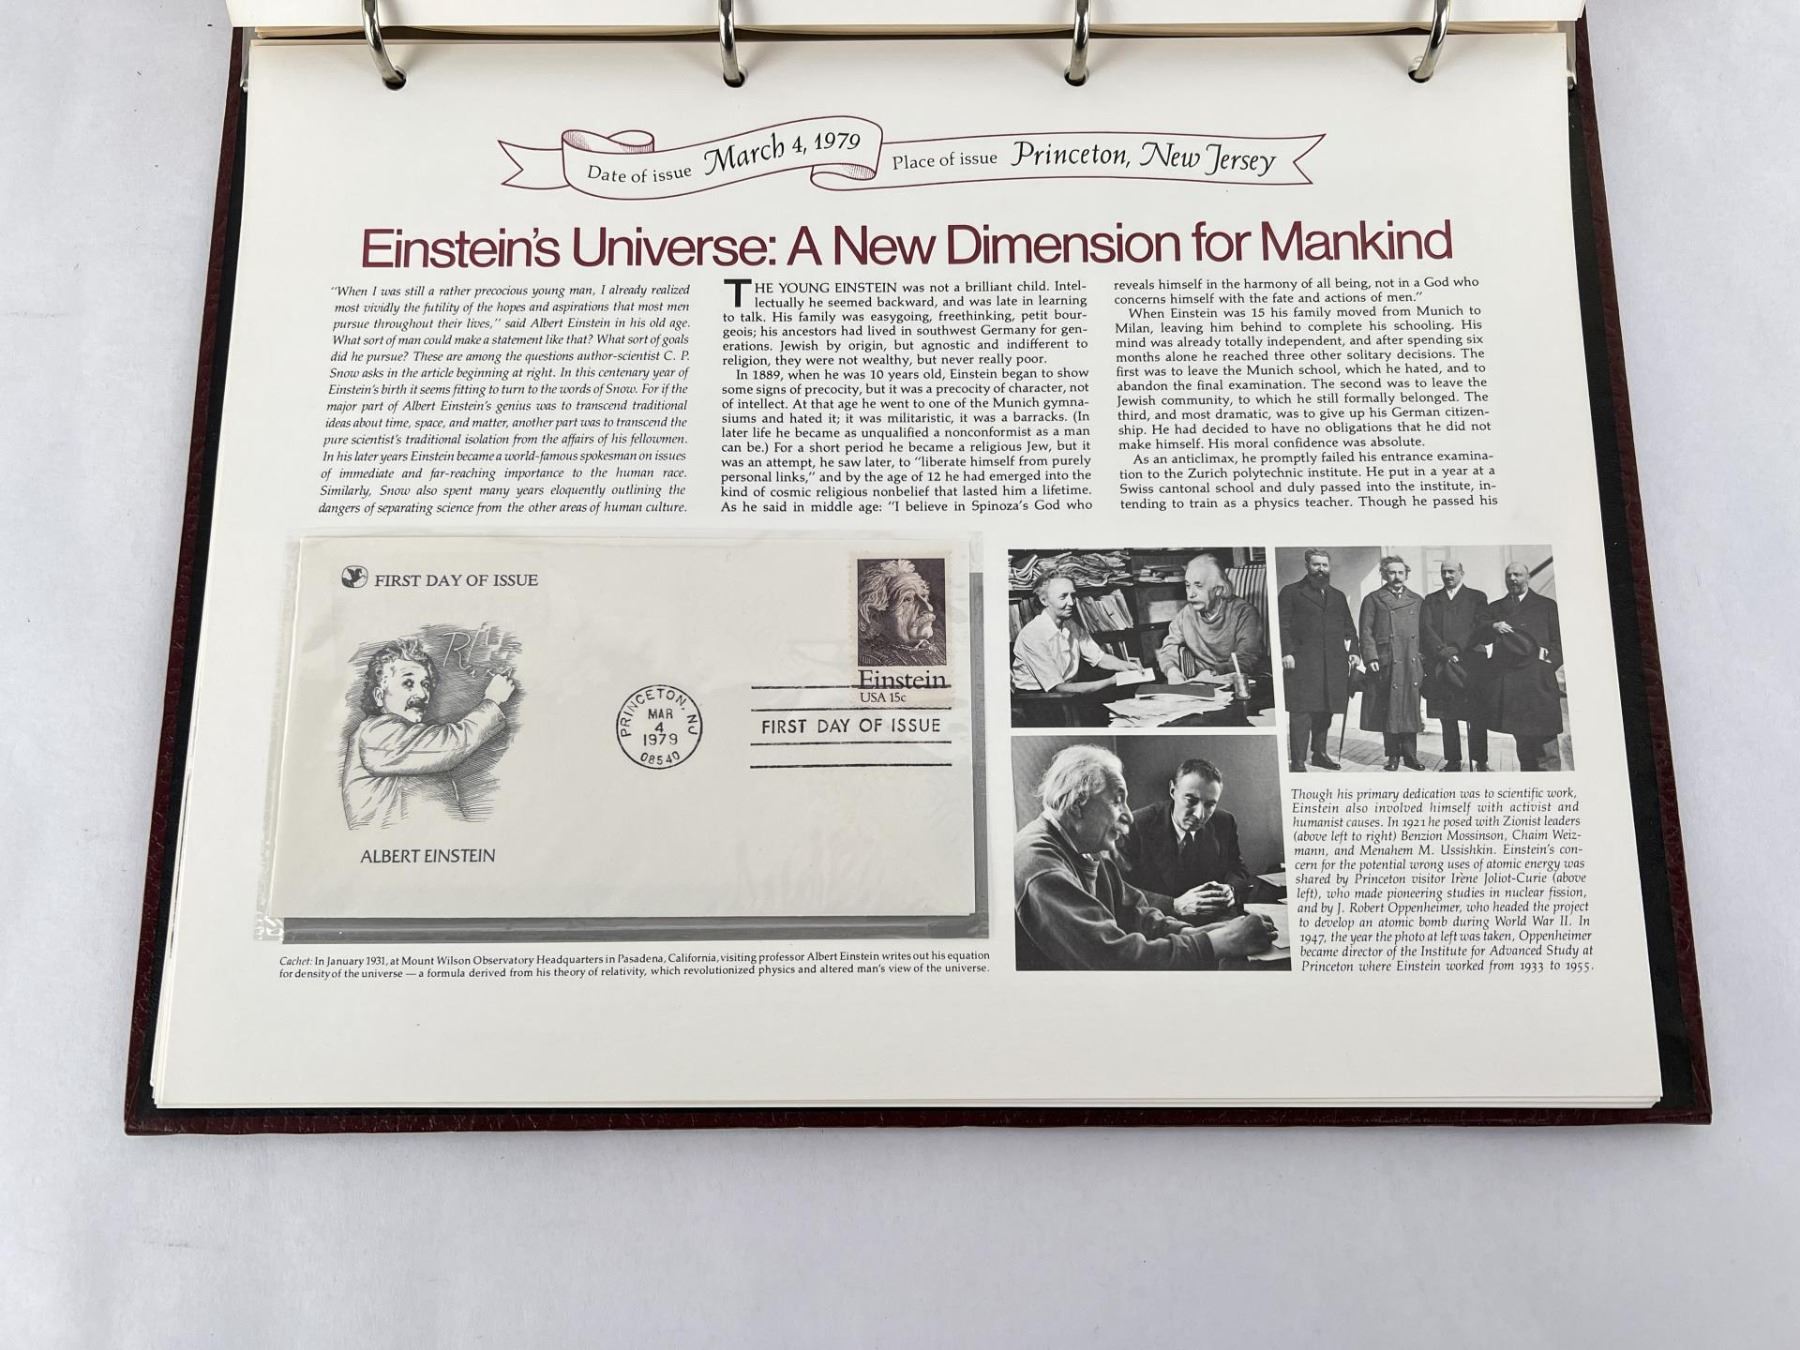 Date of issue March 4, 1979 Place of issue Princeton, New Jersey
Einstein's Universe: A New Dimension for Mankind
"When I was still a rather precocious young man, I already realized
most vividly the futility of the hopes and aspirations that most men
pursue throughout their lives," said Albert Einstein in his old age.
What sort of man could make a statement like that? What sort of goals
did he pursue? These are among the questions author-scientist C. P.
Snow asks in the article beginning at right. In this centenary year of
Einstein's birth it seems fitting to turn to the words of Snow. For if the
major part of Albert Einstein's genius was to transcend traditional
ideas about time, space, and matter, another part was to transcend the
pure scientist's traditional isolation from the affairs of his fellowmen.
In his later years Einstein became a world-famous spokesman on issues
of immediate and far-reaching importance to the human race.
Similarly, Snow also spent many years eloquently outlining the
dangers of separating science from the other areas of human culture.
THE YOUNG EINSTEIN was not a brilliant child. Intel-
lectually he seemed backward, and was late in learning
to talk. His family was easygoing, freethinking, petit bour-
geois; his ancestors had lived in southwest Germany for gen-
erations. Jewish by origin, but agnostic and indifferent to
religion, they were not wealthy, but never really poor.
In 1889, when he was 10 years old, Einstein began to show
some signs of precocity, but it was a precocity of character, not
of intellect. At that age he went to one of the Munich gymna-
siums and hated it; it was militaristic, it was a barracks. (In
later life he became as unqualified a nonconformist as a man
can be.) For a short period he became a religious Jew, but it
was an attempt, he saw later, to "liberate himself from purely
personal links," and by the age of 12 he had emerged into the
kind of cosmic religious nonbelief that lasted him a lifetime.
As he said in middle age: "I believe in Spinoza's God who
reveals himself in the harmony of all being, not in a God who
concerns himself with the fate and actions of men."
When Einstein was 15 his family moved from Munich to
Milan, leaving him behind to complete his schooling. His
mind was already totally independent, and after spending six
months alone he reached three other solitary decisions. The
first was to leave the Munich school, which he hated, and to
abandon the final examination. The second was to leave the
Jewish community, to which he still formally belonged. The
third, and most dramatic, was to give up his German citizen-
ship. He had decided to have no obligations that he did not
make himself. His moral confidence was absolute.
As an anticlimax, he promptly failed his entrance examina-
tion to the Zurich polytechnic institute. He put in a year at a
Swiss cantonal school and duly passed into the institute, in-
tending to train as a physics teacher. Though he passed his
FIRST DAY OF ISSUE
ALBERT EINSTEIN
PRINCETON, NJ
MAR
4
1979
08540
Einstein
USA 15c
FIRST DAY OF ISSUE
Cachet: In January 1931, at Mount Wilson Observatory Headquarters in Pasadena, California, visiting professor Albert Einstein writes out his equation
for density of the universe — a formula derived from his theory of relativity, which revolutionized physics and altered man's view of the universe.
Though his primary dedication was to scientific work,
Einstein also involved himself with activist and
humanist causes. In 1921 he posed with Zionist leaders
(above left to right) Benzion Mossinson, Chaim Weiz-
mann, and Menahem M. Ussishkin. Einstein's con-
cern for the potential wrong uses of atomic energy was
shared by Princeton visitor Irène Joliot-Curie (above
left), who made pioneering studies in nuclear fission,
and by J. Robert Oppenheimer, who headed the project
to develop an atomic bomb during World War II. In
1947, the year the photo at left was taken, Oppenheimer
became director of the Institute for Advanced Study at
Princeton where Einstein worked from 1933 to 1955.